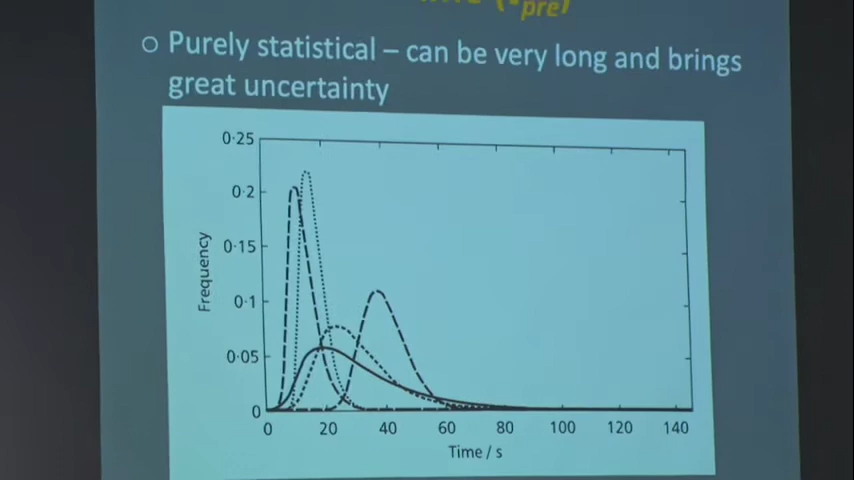 (t_pre)
○ Purely statistical – can be very long and brings
great uncertainty
0·25
0·2
0·15
0·1
0·05
0
Frequency
0 20 40 60 80 100 120 140
Time / s